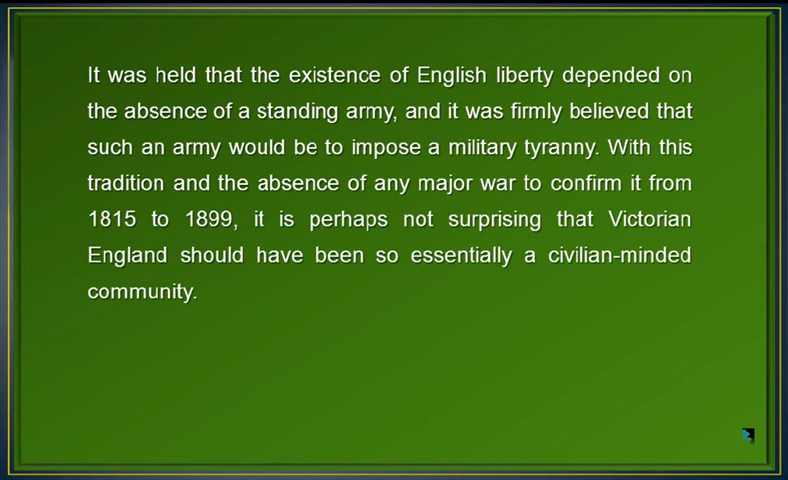 It was held that the existence of English liberty depended on
the absence of a standing army, and it was firmly believed that
such an army would be to impose a military tyranny. With this
tradition and the absence of any major war to confirm it from
1815 to 1899, it is perhaps not surprising that Victorian
England should have been so essentially a civilian-minded
community.